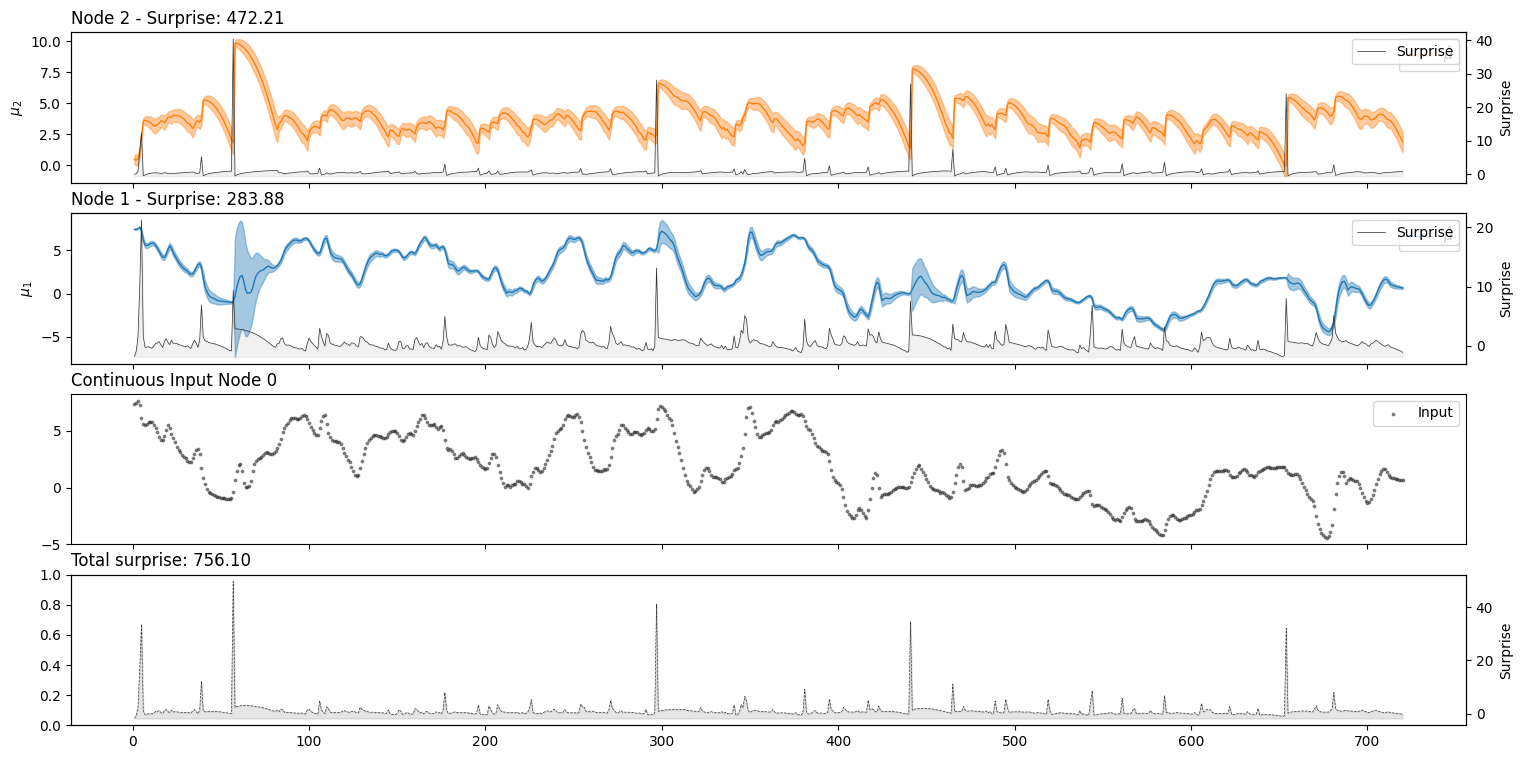 Node 2 - Surprise: 472.21
10.0
7.5
5.0
2.5
0.0
μ2
Surprise
μ
40
30
20
10
0
Surprise
Node 1 - Surprise: 283.88
5
0
−5
μ1
Surprise
20
10
0
Surprise
Continuous Input Node 0
5
0
−5
Input
Total surprise: 756.10
1.0
0.8
0.6
0.4
0.2
0.0
40
20
0
Surprise
0
100
200
300
400
500
600
700